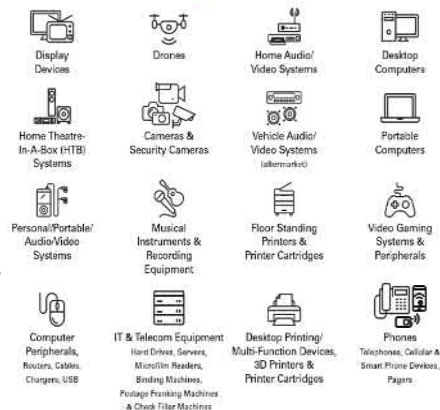 Display
Devices
Drones
Home Audio/
Video Systems
Desktop
Computers
Home Theatre-
In-A-Box (HTB)
Systems
Cameras &
Security Cameras
Vehicle Audio/
Video Systems
(aftermarket)
Portable
Computers
Personal/Portable/
Audio/Video
Systems
Musical
Instruments &
Recording
Equipment
Floor Standing
Printers &
Printer Cartridges
Video Gaming
Systems &
Peripherals
Computer
Peripherals,
Routers, Cables,
Chargers, USB
IT & Telecom Equipment
Hard Drives, Servers,
Microfilm Readers,
Binding Machines,
Postage Franking Machines
& Check Filler Machines
Desktop Printing/
Multi-Function Devices,
3D Printers &
Printer Cartridges
Phones
Telephones, Cellular &
Smart Phone Devices,
Pagers